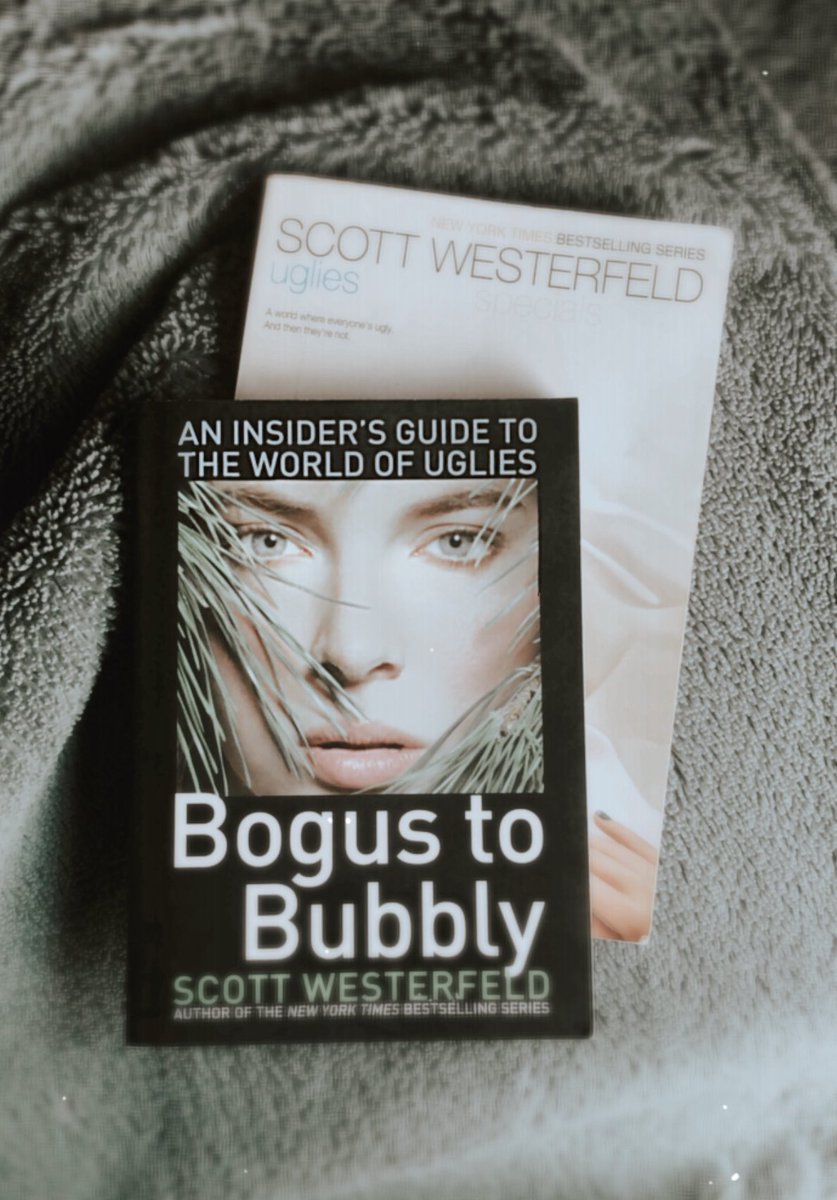 NEW YORK TIMES BESTSELLING SERIES
SCOTT WESTERFELD
uglies
specials
A world where everyone's ugly.
And then they're not.
AN INSIDER'S GUIDE TO
THE WORLD OF UGLIES
Bogus to
Bubbly
SCOTT WESTERFELD
AUTHOR OF THE NEW YORK TIMES BESTSELLING SERIES